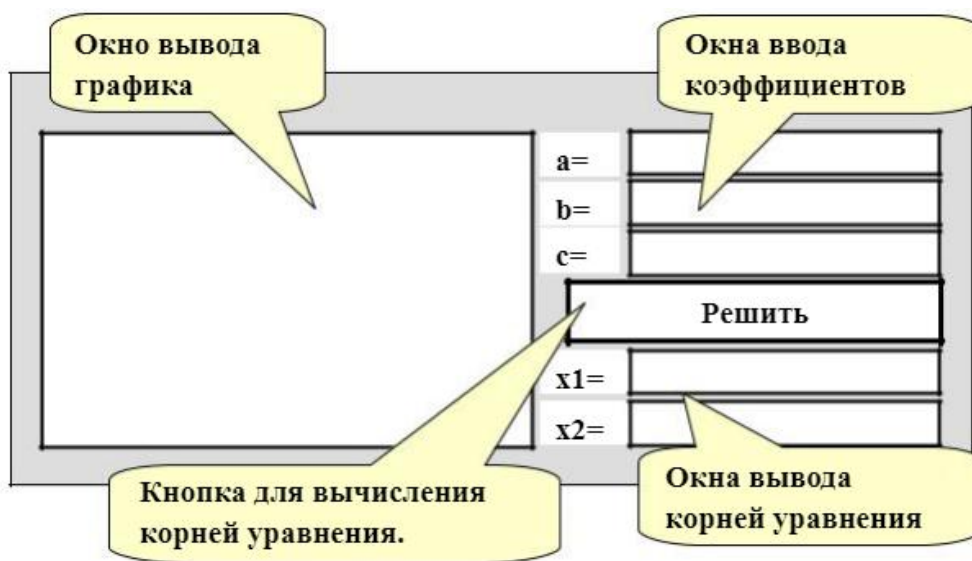 Окно вывода
графика
Окна ввода
коэффициентов
a=
b=
c=
Решить
x1=
x2=
Кнопка для вычисления
корней уравнения.
Окна вывода
корней уравнения